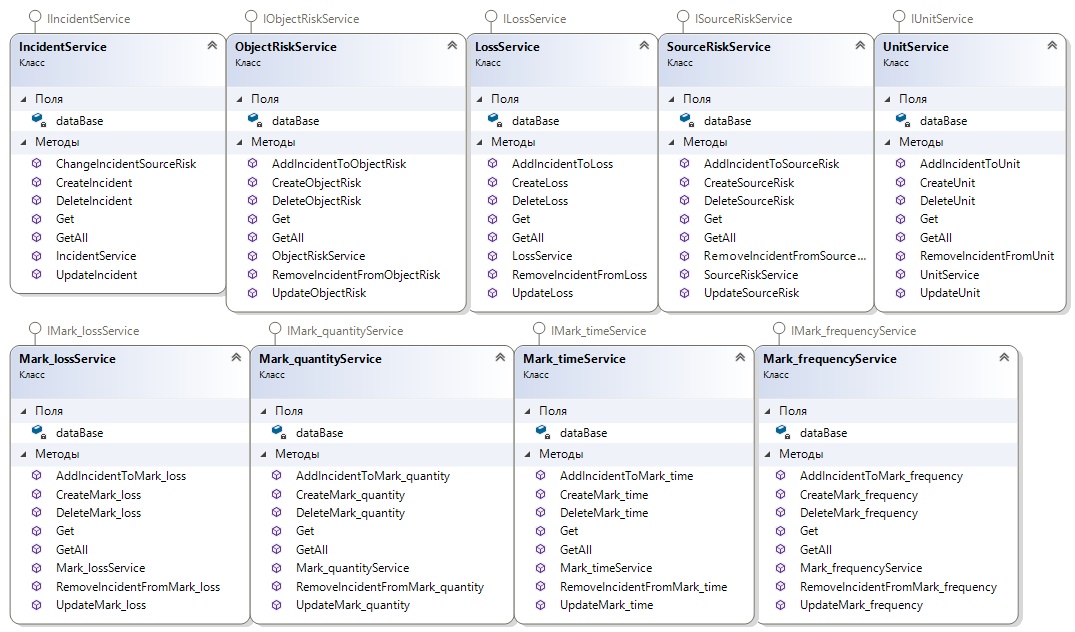 IIncidentService
IncidentService
Класс
Поля
dataBase
Методы
ChangeIncidentSourceRisk
CreateIncident
DeleteIncident
Get
GetAll
IncidentService
UpdateIncident
IObjectRiskService
ObjectRiskService
Класс
Поля
dataBase
Методы
AddIncidentToObjectRisk
CreateObjectRisk
DeleteObjectRisk
Get
GetAll
ObjectRiskService
RemoveIncidentFromObjectRisk
UpdateObjectRisk
ILossService
LossService
Класс
Поля
dataBase
Методы
AddIncidentToLoss
CreateLoss
DeleteLoss
Get
GetAll
LossService
RemoveIncidentFromLoss
UpdateLoss
ISourceRiskService
SourceRiskService
Класс
Поля
dataBase
Методы
AddIncidentToSourceRisk
CreateSourceRisk
DeleteSourceRisk
Get
GetAll
RemoveIncidentFromSource...
SourceRiskService
UpdateSourceRisk
IUnitService
UnitService
Класс
Поля
dataBase
Методы
AddIncidentToUnit
CreateUnit
DeleteUnit
Get
GetAll
RemoveIncidentFromUnit
UnitService
UpdateUnit
IMark_lossService
Mark_lossService
Класс
Поля
dataBase
Методы
AddIncidentToMark_loss
CreateMark_loss
DeleteMark_loss
Get
GetAll
Mark_lossService
RemoveIncidentFromMark_loss
UpdateMark_loss
IMark_quantityService
Mark_quantityService
Класс
Поля
dataBase
Методы
AddIncidentToMark_quantity
CreateMark_quantity
DeleteMark_quantity
Get
GetAll
Mark_quantityService
RemoveIncidentFromMark_quantity
UpdateMark_quantity
IMark_timeService
Mark_timeService
Класс
Поля
dataBase
Методы
AddIncidentToMark_time
CreateMark_time
DeleteMark_time
Get
GetAll
Mark_timeService
RemoveIncidentFromMark_time
UpdateMark_time
IMark_frequencyService
Mark_frequencyService
Класс
Поля
dataBase
Методы
AddIncidentToMark_frequency
CreateMark_frequency
DeleteMark_frequency
Get
GetAll
Mark_frequencyService
RemoveIncidentFromMark_frequency
UpdateMark_frequency